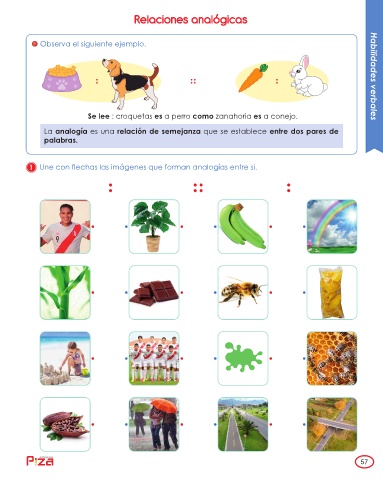 Relaciones analógicas
Observa el siguiente ejemplo.
: :: :
Se lee : croquetas es a perro como zanahoria es a conejo.
La analogía es una relación de semejanza que se establece entre dos pares de
palabras.
1 Une con flechas las imágenes que forman analogías entre si.
: :: :
Habilidades verbales
Piza
57